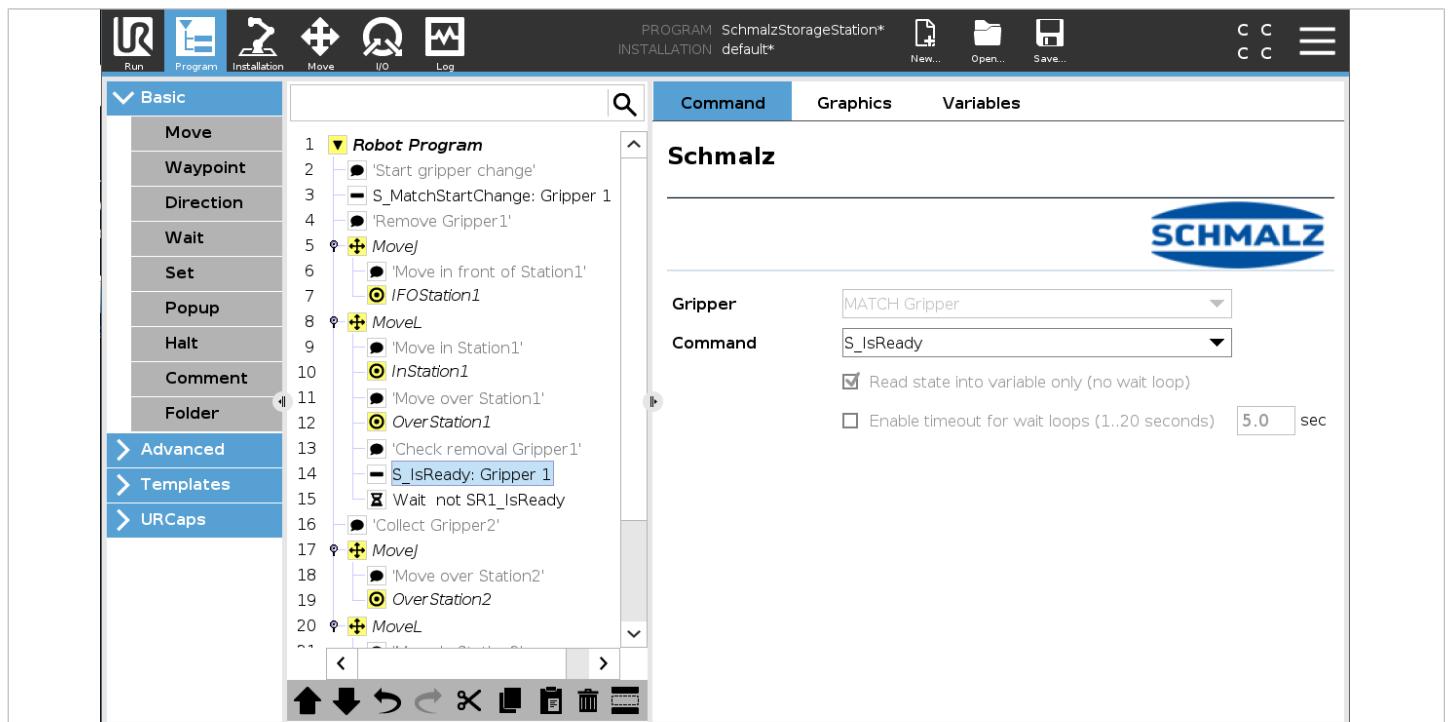 PROGRAM SchmalzStorageStation*
INSTALLATION default*
Run Program Installation Move I/O Log New... Open... Save...
C C
C C
Basic
Move
Waypoint
Direction
Wait
Set
Popup
Halt
Comment
Folder
Advanced
Templates
URCaps
1 Robot Program
2 'Start gripper change'
3 S_MatchStartChange: Gripper 1
4 'Remove Gripper1'
5 MoveJ
6 'Move in front of Station1'
7 IFOStation1
8 MoveL
9 'Move in Station1'
10 InStation1
11 'Move over Station1'
12 OverStation1
13 'Check removal Gripper1'
14 S_IsReady: Gripper 1
15 Wait not SR1_IsReady
16 'Collect Gripper2'
17 MoveJ
18 'Move over Station2'
19 OverStation2
20 MoveL
Command Graphics Variables
Schmalz
SCHMALZ
Gripper MATCH Gripper
Command S_IsReady
Read state into variable only (no wait loop)
Enable timeout for wait loops (1..20 seconds) 5.0 sec